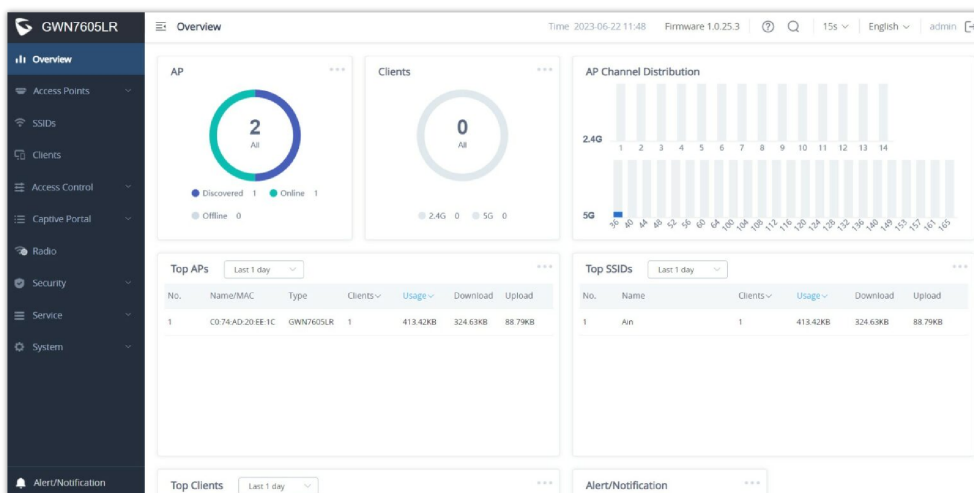 GWN7605LR
Overview
Time 2023-06-22 11:48 Firmware 1.0.25.3 15s English admin
Overview
Access Points
SSIDs
Clients
Access Control
Captive Portal
Radio
Security
Service
System
Alert/Notification
AP
2
All
Discovered 1 Online 1
Offline 0
Clients
0
All
2.4G 0 5G 0
AP Channel Distribution
2.4G
1 2 3 4 5 6 7 8 9 10 11 12 13 14
5G
36 40 44 48 52 56 60 64 100 104 108 112 116 120 124 128 132 136 140 149 153 157 161 165
Top APs Last 1 day
No. Name/MAC Type Clients Usage Download Upload
1 C0:74:AD:20:EE:1C GWN7605LR 1 413.42KB 324.63KB 88.79KB
Top SSIDs Last 1 day
No. Name Clients Usage Download Upload
1 Ain 1 413.42KB 324.63KB 88.79KB
Top Clients Last 1 day
Alert/Notification